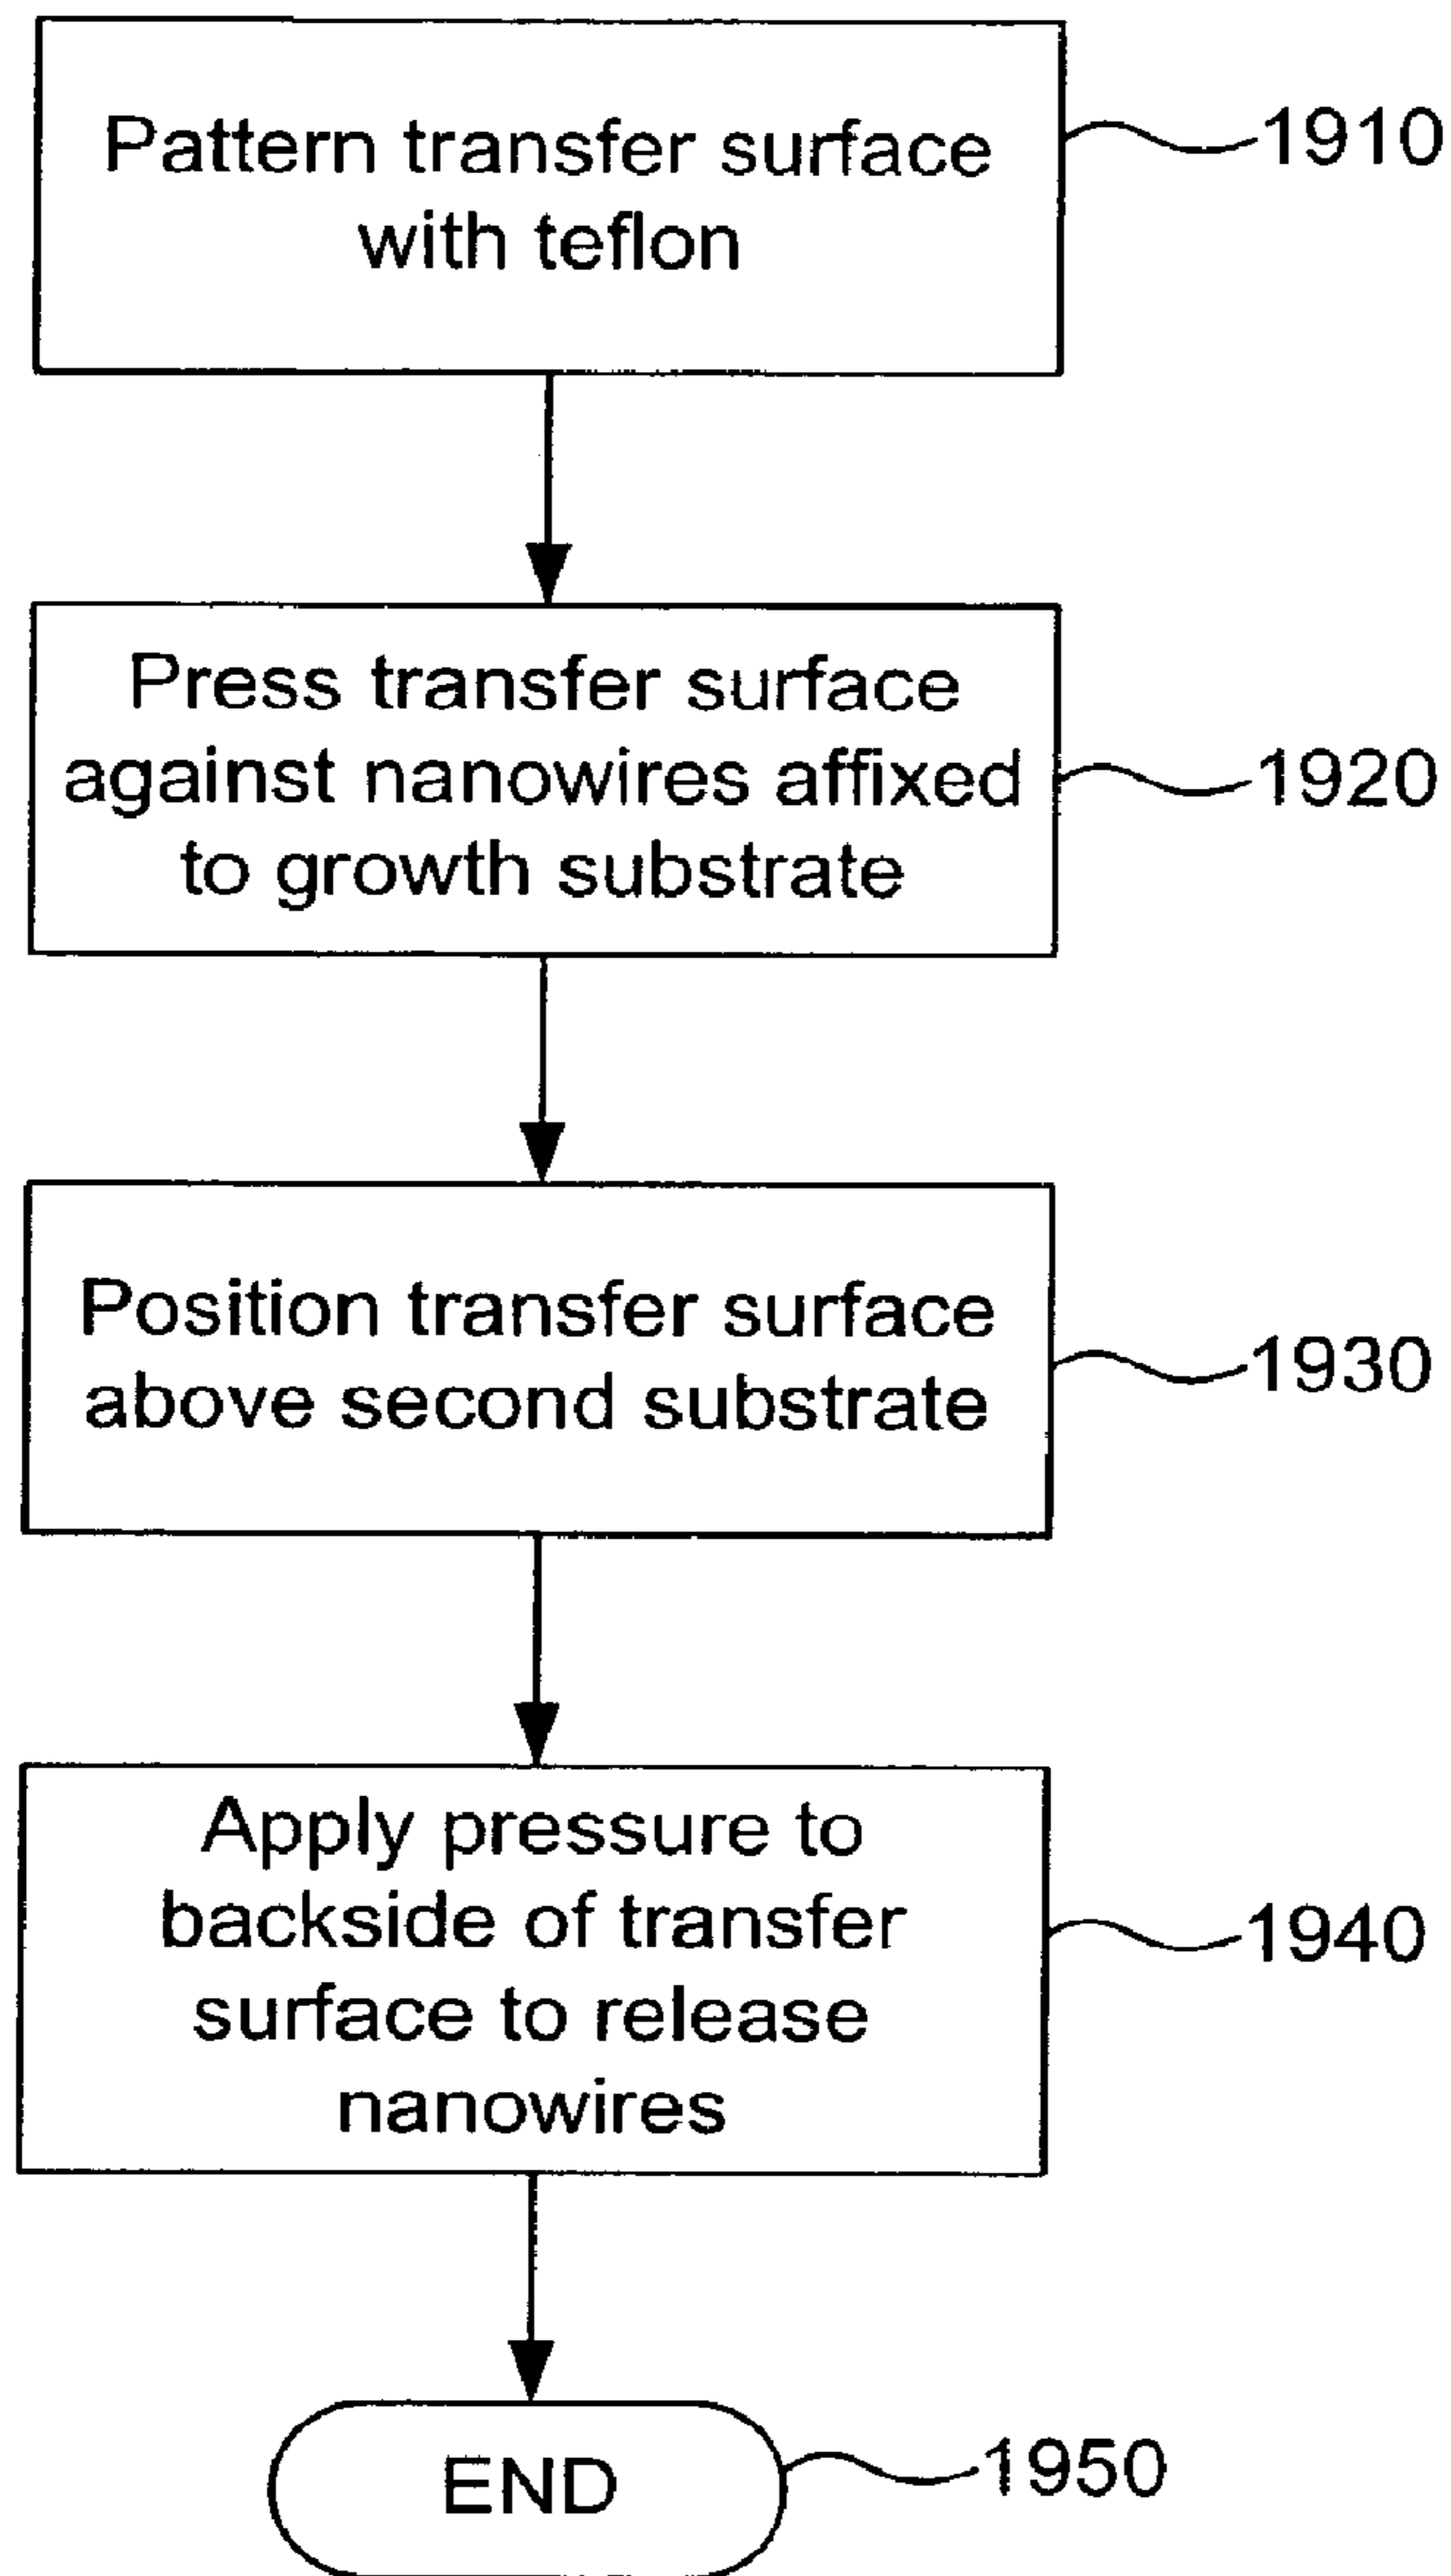 Pattern transfer surface
with teflon
1910
Press transfer surface
against nanowires affixed
to growth substrate
1920
Position transfer surface
above second substrate
1930
Apply pressure to
backside of transfer
surface to release
nanowires
1940
END
1950